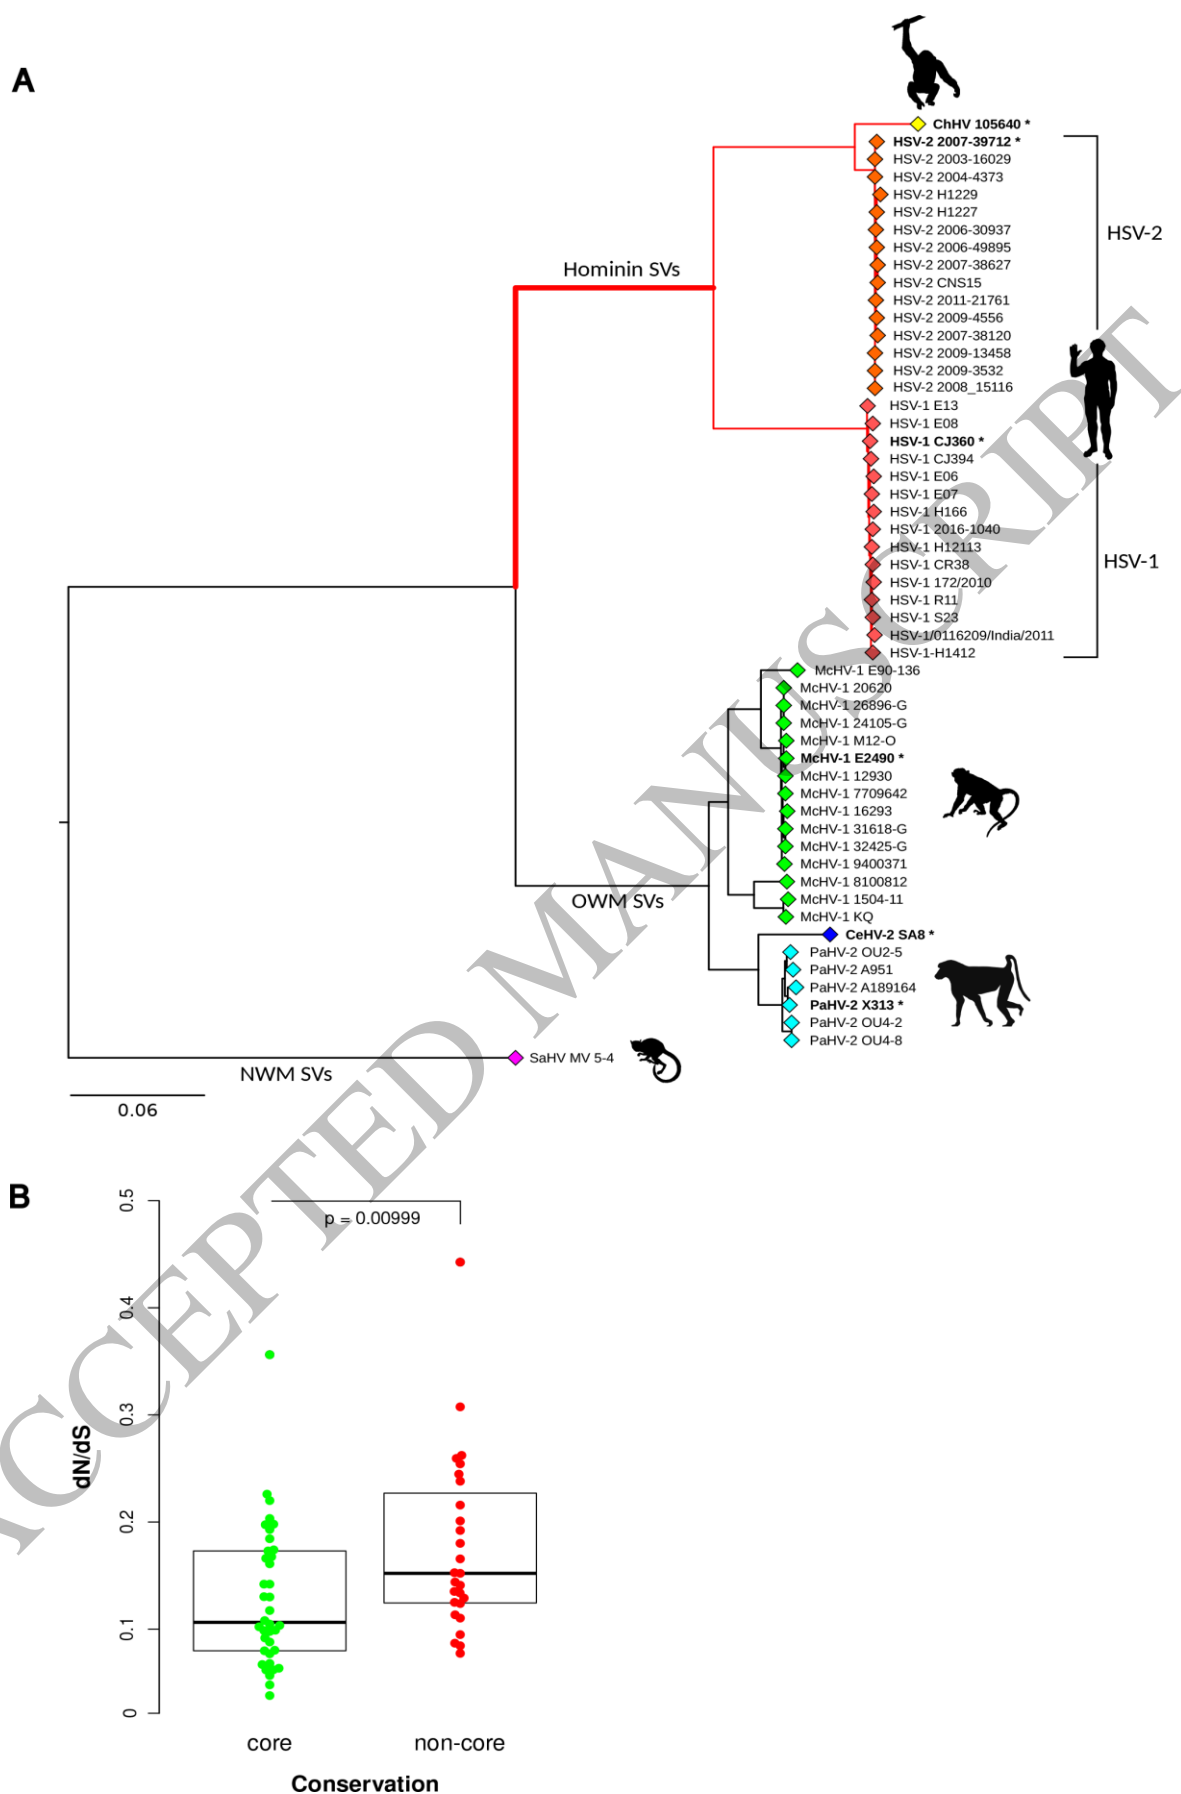 A
ChHV 105640 *
HSV-2 2007-39712 *
HSV-2 2003-16029
HSV-2 2004-4373
HSV-2 H1229
HSV-2 H1227
HSV-2 2006-30937
HSV-2 2006-49895
HSV-2 2007-38627
HSV-2 CNS15
HSV-2 2011-21761
HSV-2 2009-4556
HSV-2 2007-38120
HSV-2 2009-13458
HSV-2 2009-3532
HSV-2 2008_15116
HSV-2
Hominin SVs
HSV-1 E13
HSV-1 E08
HSV-1 CJ360 *
HSV-1 CJ394
HSV-1 E06
HSV-1 E07
HSV-1 H166
HSV-1 2016-1040
HSV-1 H12113
HSV-1 CR38
HSV-1 172/2010
HSV-1 R11
HSV-1 S23
HSV-1/0116209/India/2011
HSV-1-H1412
HSV-1
McHV-1 E90-136
McHV-1 20620
McHV-1 26896-G
McHV-1 24105-G
McHV-1 M12-O
McHV-1 E2490 *
McHV-1 12930
McHV-1 7709642
McHV-1 16293
McHV-1 31618-G
McHV-1 32425-G
McHV-1 9400371
McHV-1 8100812
McHV-1 1504-11
McHV-1 KQ
OWM SVs
CeHV-2 SA8 *
PaHV-2 OU2-5
PaHV-2 A951
PaHV-2 A189164
PaHV-2 X313 *
PaHV-2 OU4-2
PaHV-2 OU4-8
SaHV MV 5-4
NWM SVs
0.06
ACCEPTED MANUSCRIPT
B
p = 0.00999
0.5
0.4
0.3
0.2
0.1
0
dN/dS
core
non-core
Conservation